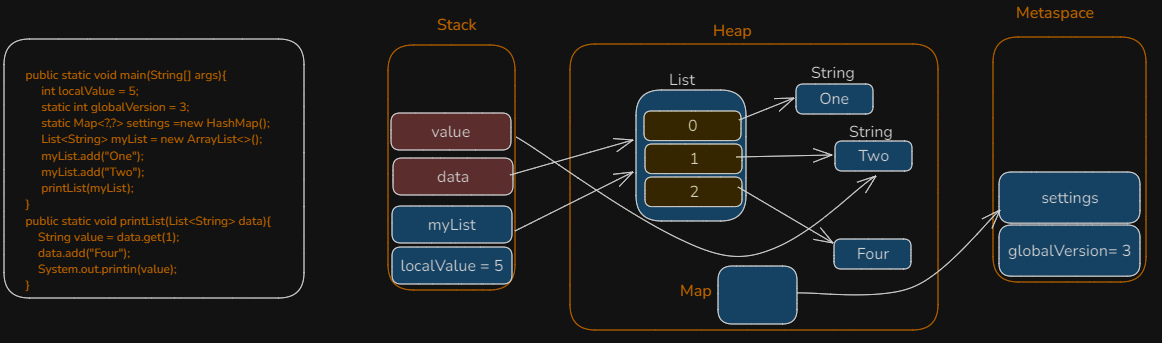 public static void main(String[] args){
int localValue = 5;
static int globalVersion = 3;
static Map<?,?> settings =new HashMap();
List<String> myList = new ArrayList<>();
myList.add("One");
myList.add("Two");
printList(myList);
}
public static void printList(List<String> data){
String value = data.get(1);
data.add("Four");
System.out.printin(value);
}
Stack
value
data
myList
localValue = 5
Heap
List
0
1
2
String
One
String
Two
Four
Map
Metaspace
settings
globalVersion= 3